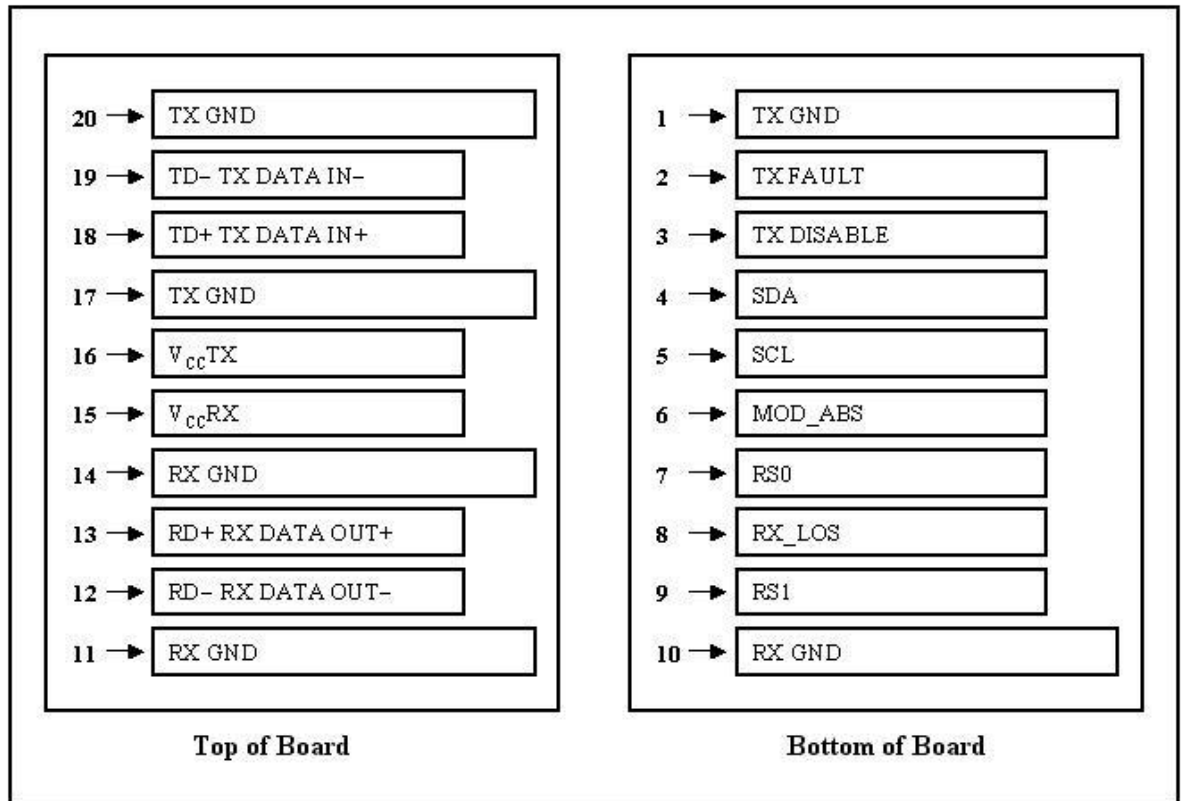 20 TX GND
19 TD− TX DATA IN−
18 TD+ TX DATA IN+
17 TX GND
16 VCCTX
15 VCCRX
14 RX GND
13 RD+ RX DATA OUT+
12 RD− RX DATA OUT−
11 RX GND
Top of Board
1 TX GND
2 TX FAULT
3 TX DISABLE
4 SDA
5 SCL
6 MOD_ABS
7 RS0
8 RX_LOS
9 RS1
10 RX GND
Bottom of Board